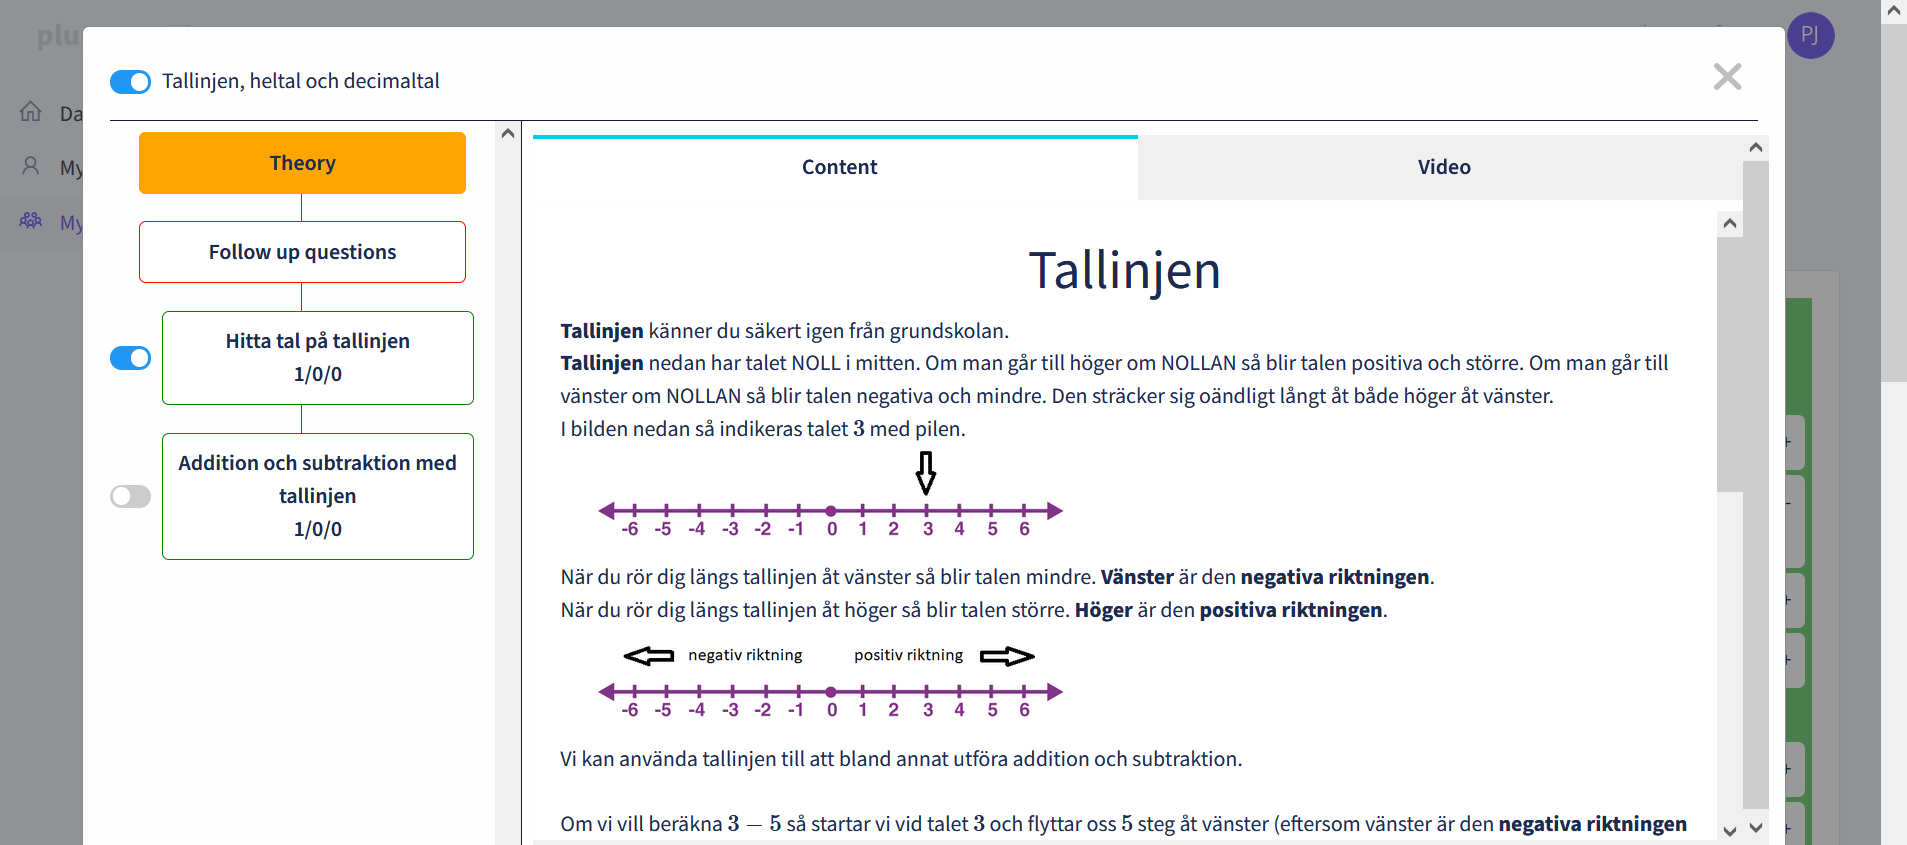 plu
PJ
Tallinjen, heltal och decimaltal
Da
My
My
Theory
Follow up questions
Hitta tal på tallinjen
1/0/0
Addition och subtraktion med
tallinjen
1/0/0
Content
Video
Tallinjen
Tallinjen känner du säkert igen från grundskolan.
Tallinjen nedan har talet NOLL i mitten. Om man går till höger om NOLLAN så blir talen positiva och större. Om man går till
vänster om NOLLAN så blir talen negativa och mindre. Den sträcker sig oändligt långt åt både höger åt vänster.
I bilden nedan så indikeras talet 3 med pilen.
-6 -5 -4 -3 -2 -1 0 1 2 3 4 5 6
När du rör dig längs tallinjen åt vänster så blir talen mindre. Vänster är den negativa riktningen.
När du rör dig längs tallinjen åt höger så blir talen större. Höger är den positiva riktningen.
negativ riktning positiv riktning
-6 -5 -4 -3 -2 -1 0 1 2 3 4 5 6
Vi kan använda tallinjen till att bland annat utföra addition och subtraktion.
Om vi vill beräkna 3 − 5 så startar vi vid talet 3 och flyttar oss 5 steg åt vänster (eftersom vänster är den negativa riktningen